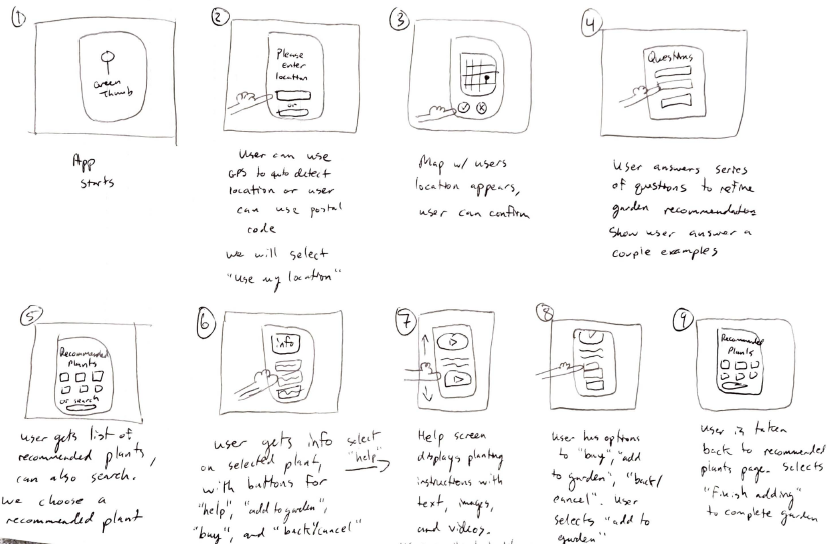 1
Green
Thumb
App
starts
2
Please
Enter
location
or
User can use
GPS to auto detect
location or user
can use postal
code
we will select
"Use my location"
3
Map w/ users
location appears,
user can confirm
4
Questions
User answers series
of questions to refine
garden recommendations
Show user answer a
couple examples
5
Recommended
Plants
or search
user gets list of
recommended plants,
can also search.
we choose a
recommended plant
6
info
user gets info
on selected plant,
with buttons for
"help", "add to garden",
"buy", and "back/cancel"
select
"help"
7
Help screen
displays planting
instructions with
text, images,
and videos.
8
User has options
to "buy", "add
to garden", "back/
cancel". User
selects "add to
garden"
9
Recommended
Plants
User is taken
back to recommended
plants page. Selects
"Finish adding"
to complete garden